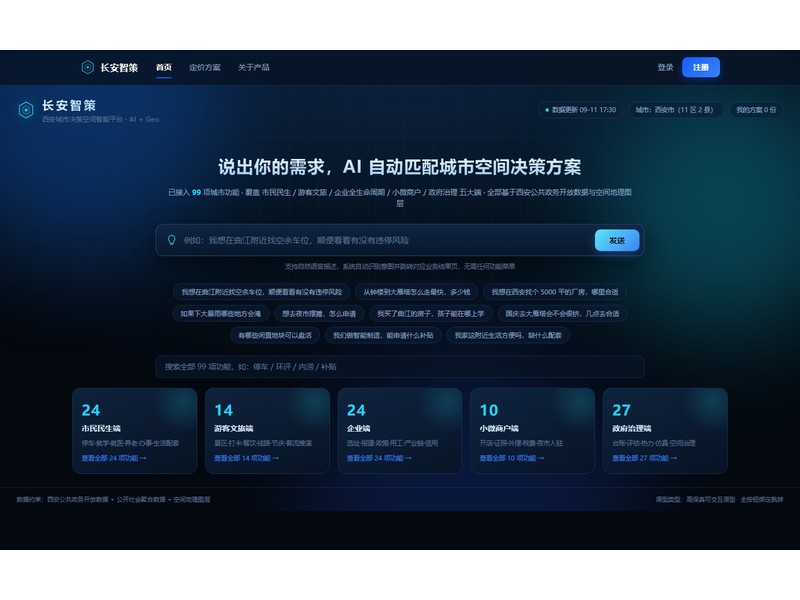 长安智策 首页 定价方案 关于产品 登录 注册
长安智策
西安城市决策空间智能平台 · AI + Geo
数据更新 09-11 17:30 城市：西安市（11 区 2 县） 我的方案 0 份
说出你的需求，AI 自动匹配城市空间决策方案
已接入 99 项城市功能 · 覆盖 市民民生 / 游客文旅 / 企业全生命周期 / 小微商户 / 政府治理 五大端 · 全部基于西安公共政务开放数据与空间地理图
层
例如：我想在曲江附近找空余车位，顺便看看有没有违停风险 发送
支持自然语言描述，系统自动识别意图并跳转对应业务结果页，无需任何功能菜单
我想在曲江附近找空余车位，顺便看看有没有违停风险 从钟楼到大雁塔怎么走最快，多少钱 我想在西安找个 5000 平的厂房，哪里合适
如果下大暴雨哪些地方会淹 想去夜市摆摊，怎么申请 我买了曲江的房子，孩子能在哪上学 国庆去大雁塔会不会很挤，几点去合适
有哪些闲置地块可以盘活 我们做智能制造，能申请什么补贴 我家这附近生活方便吗，缺什么配套
搜索全部 99 项功能，如：停车 / 环评 / 内涝 / 补贴
24 14 24 10 27
市民民生端 游客文旅端 企业端 小微商户端 政府治理端
停车·就学·就医·养老·办事·生活配套 景区·打卡·餐饮·线路·节庆·客流推演 选址·报建·政策·用工·产业链·信用 开店·证照·外摆·税费·夜市入驻 台账·评估·热力·仿真·空间治理
查看全部 24 项功能 → 查看全部 14 项功能 → 查看全部 24 项功能 → 查看全部 10 项功能 → 查看全部 27 项功能 →
数据约束：西安公共政务开放数据 + 公开社会聚合数据 + 空间地理图层 原型类型：高保真可交互原型 · 全按钮绑定跳转